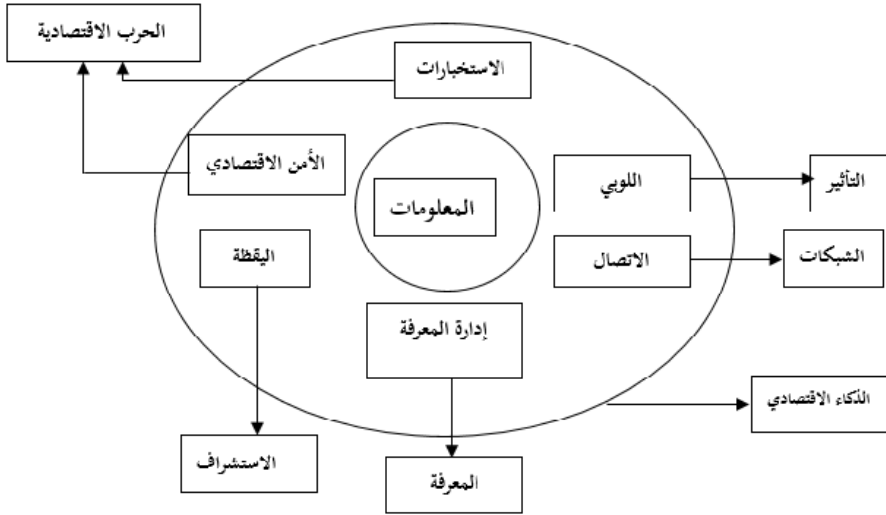 الحرب الاقتصادية
الاستخبارات
الأمن الاقتصادي
اللوبي
التأثير
المعلومات
اليقظة
الاتصال
الشبكات
إدارة المعرفة
الذكاء الاقتصادي
الاستشراف
المعرفة